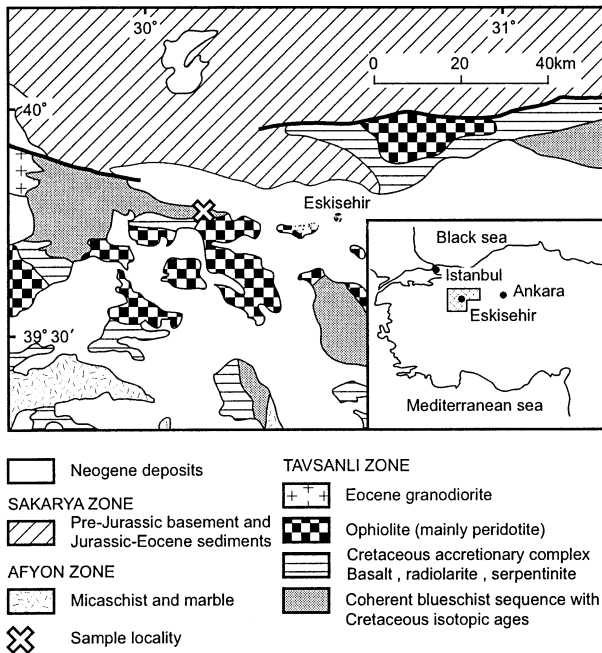 30°
31°
0 20 40km
40°
Eskisehir
Black sea
Istanbul
Ankara
Eskisehir
39°30′
Mediterranean sea
Neogene deposits
SAKARYA ZONE
Pre-Jurassic basement and
Jurassic-Eocene sediments
AFYON ZONE
Micaschist and marble
Sample locality
TAVSANLI ZONE
Eocene granodiorite
Ophiolite (mainly peridotite)
Cretaceous accretionary complex
Basalt , radiolarite , serpentinite
Coherent blueschist sequence with
Cretaceous isotopic ages